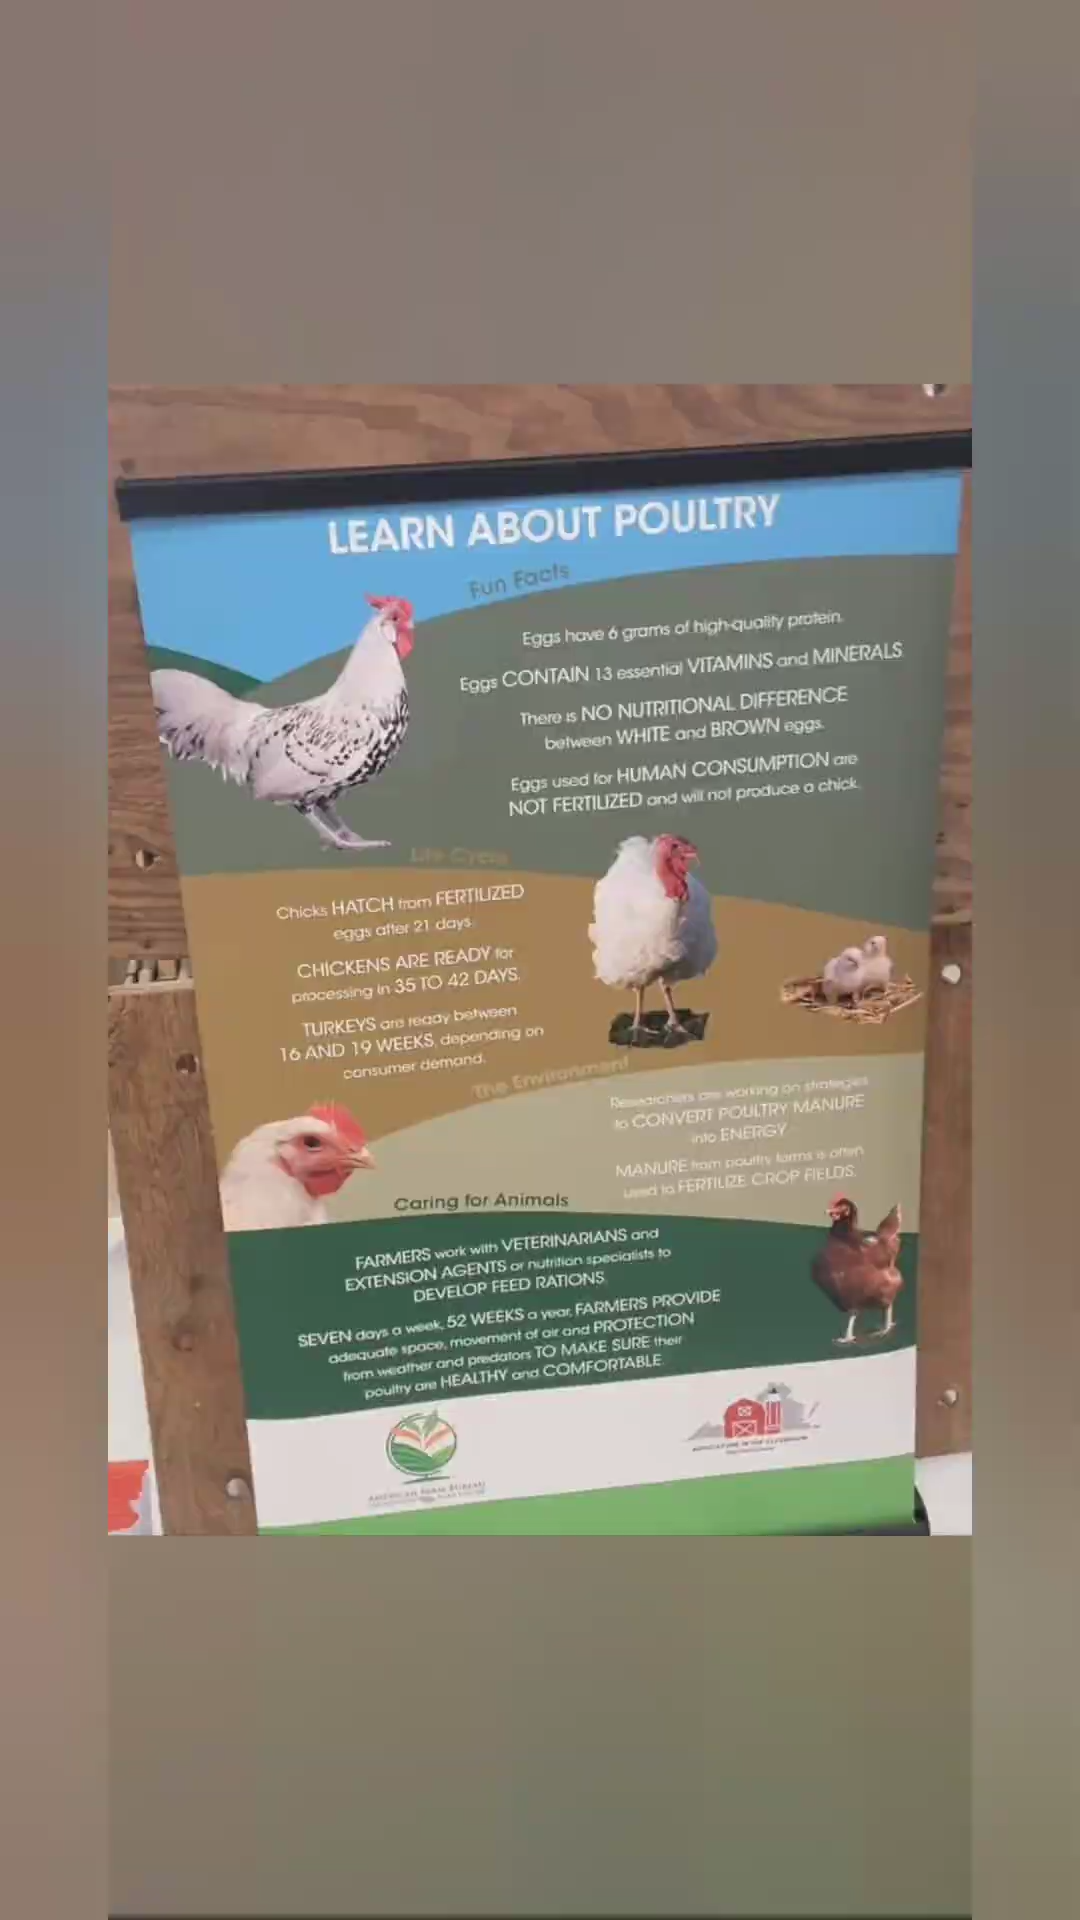 LEARN ABOUT POULTRY
Fun Facts
Eggs have 6 grams of high-quality protein.
Eggs CONTAIN 13 essential VITAMINS and MINERALS
There is NO NUTRITIONAL DIFFERENCE
between WHITE and BROWN eggs.
Eggs used for HUMAN CONSUMPTION are
NOT FERTILIZED and will not produce a chick.
Life Cycle
Chicks HATCH from FERTILIZED
eggs after 21 days.
CHICKENS ARE READY for
processing in 35 TO 42 DAYS.
TURKEYS are ready between
16 AND 19 WEEKS, depending on
consumer demand.
The Environment
Researchers are working on strategies
to CONVERT POULTRY MANURE
into ENERGY.
MANURE from poultry farms is often
used to FERTILIZE CROP FIELDS.
Caring for Animals
FARMERS work with VETERINARIANS and
EXTENSION AGENTS or nutrition specialists to
DEVELOP FEED RATIONS.
SEVEN days a week, 52 WEEKS a year, FARMERS PROVIDE
adequate space, movement of air and PROTECTION
from weather and predators TO MAKE SURE their
poultry are HEALTHY and COMFORTABLE.
AMERICAN FARM BUREAU
AGRICULTURE IN THE CLASSROOM